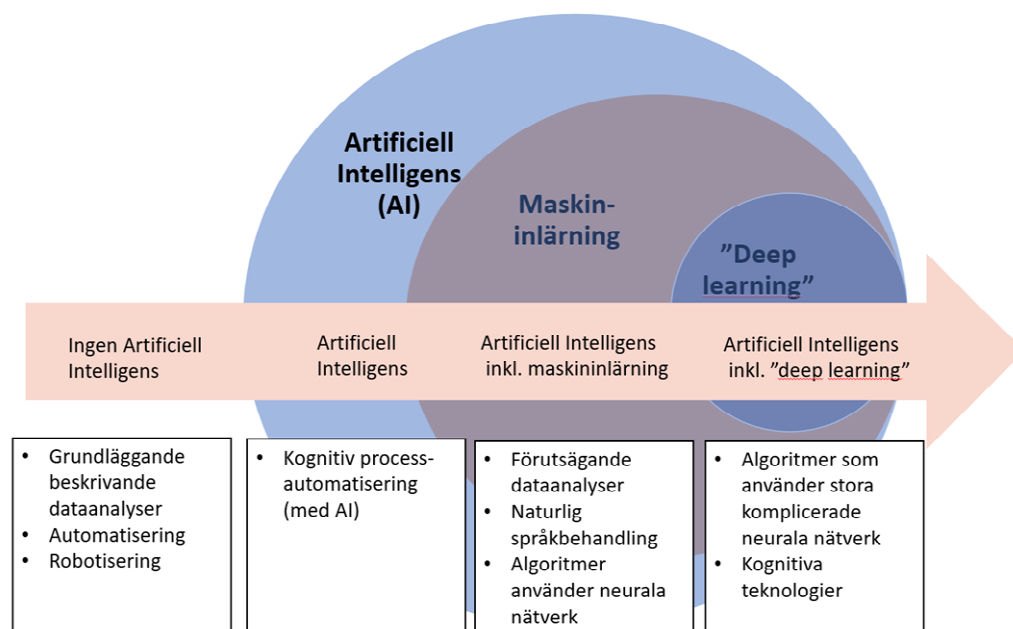 Artificiell
Intelligens
(AI)
Maskin-
inlärning
”Deep
learning”
Ingen Artificiell
Intelligens
Artificiell
Intelligens
Artificiell Intelligens
inkl. maskininlärning
Artificiell Intelligens
inkl. ”deep learning”
• Grundläggande
beskrivande
dataanalyser
• Automatisering
• Robotisering
• Kognitiv process-
automatisering
(med AI)
• Förutsägande
dataanalyser
• Naturlig
språkbehandling
• Algoritmer
använder neurala
nätverk
• Algoritmer som
använder stora
komplicerade
neurala nätverk
• Kognitiva
teknologier